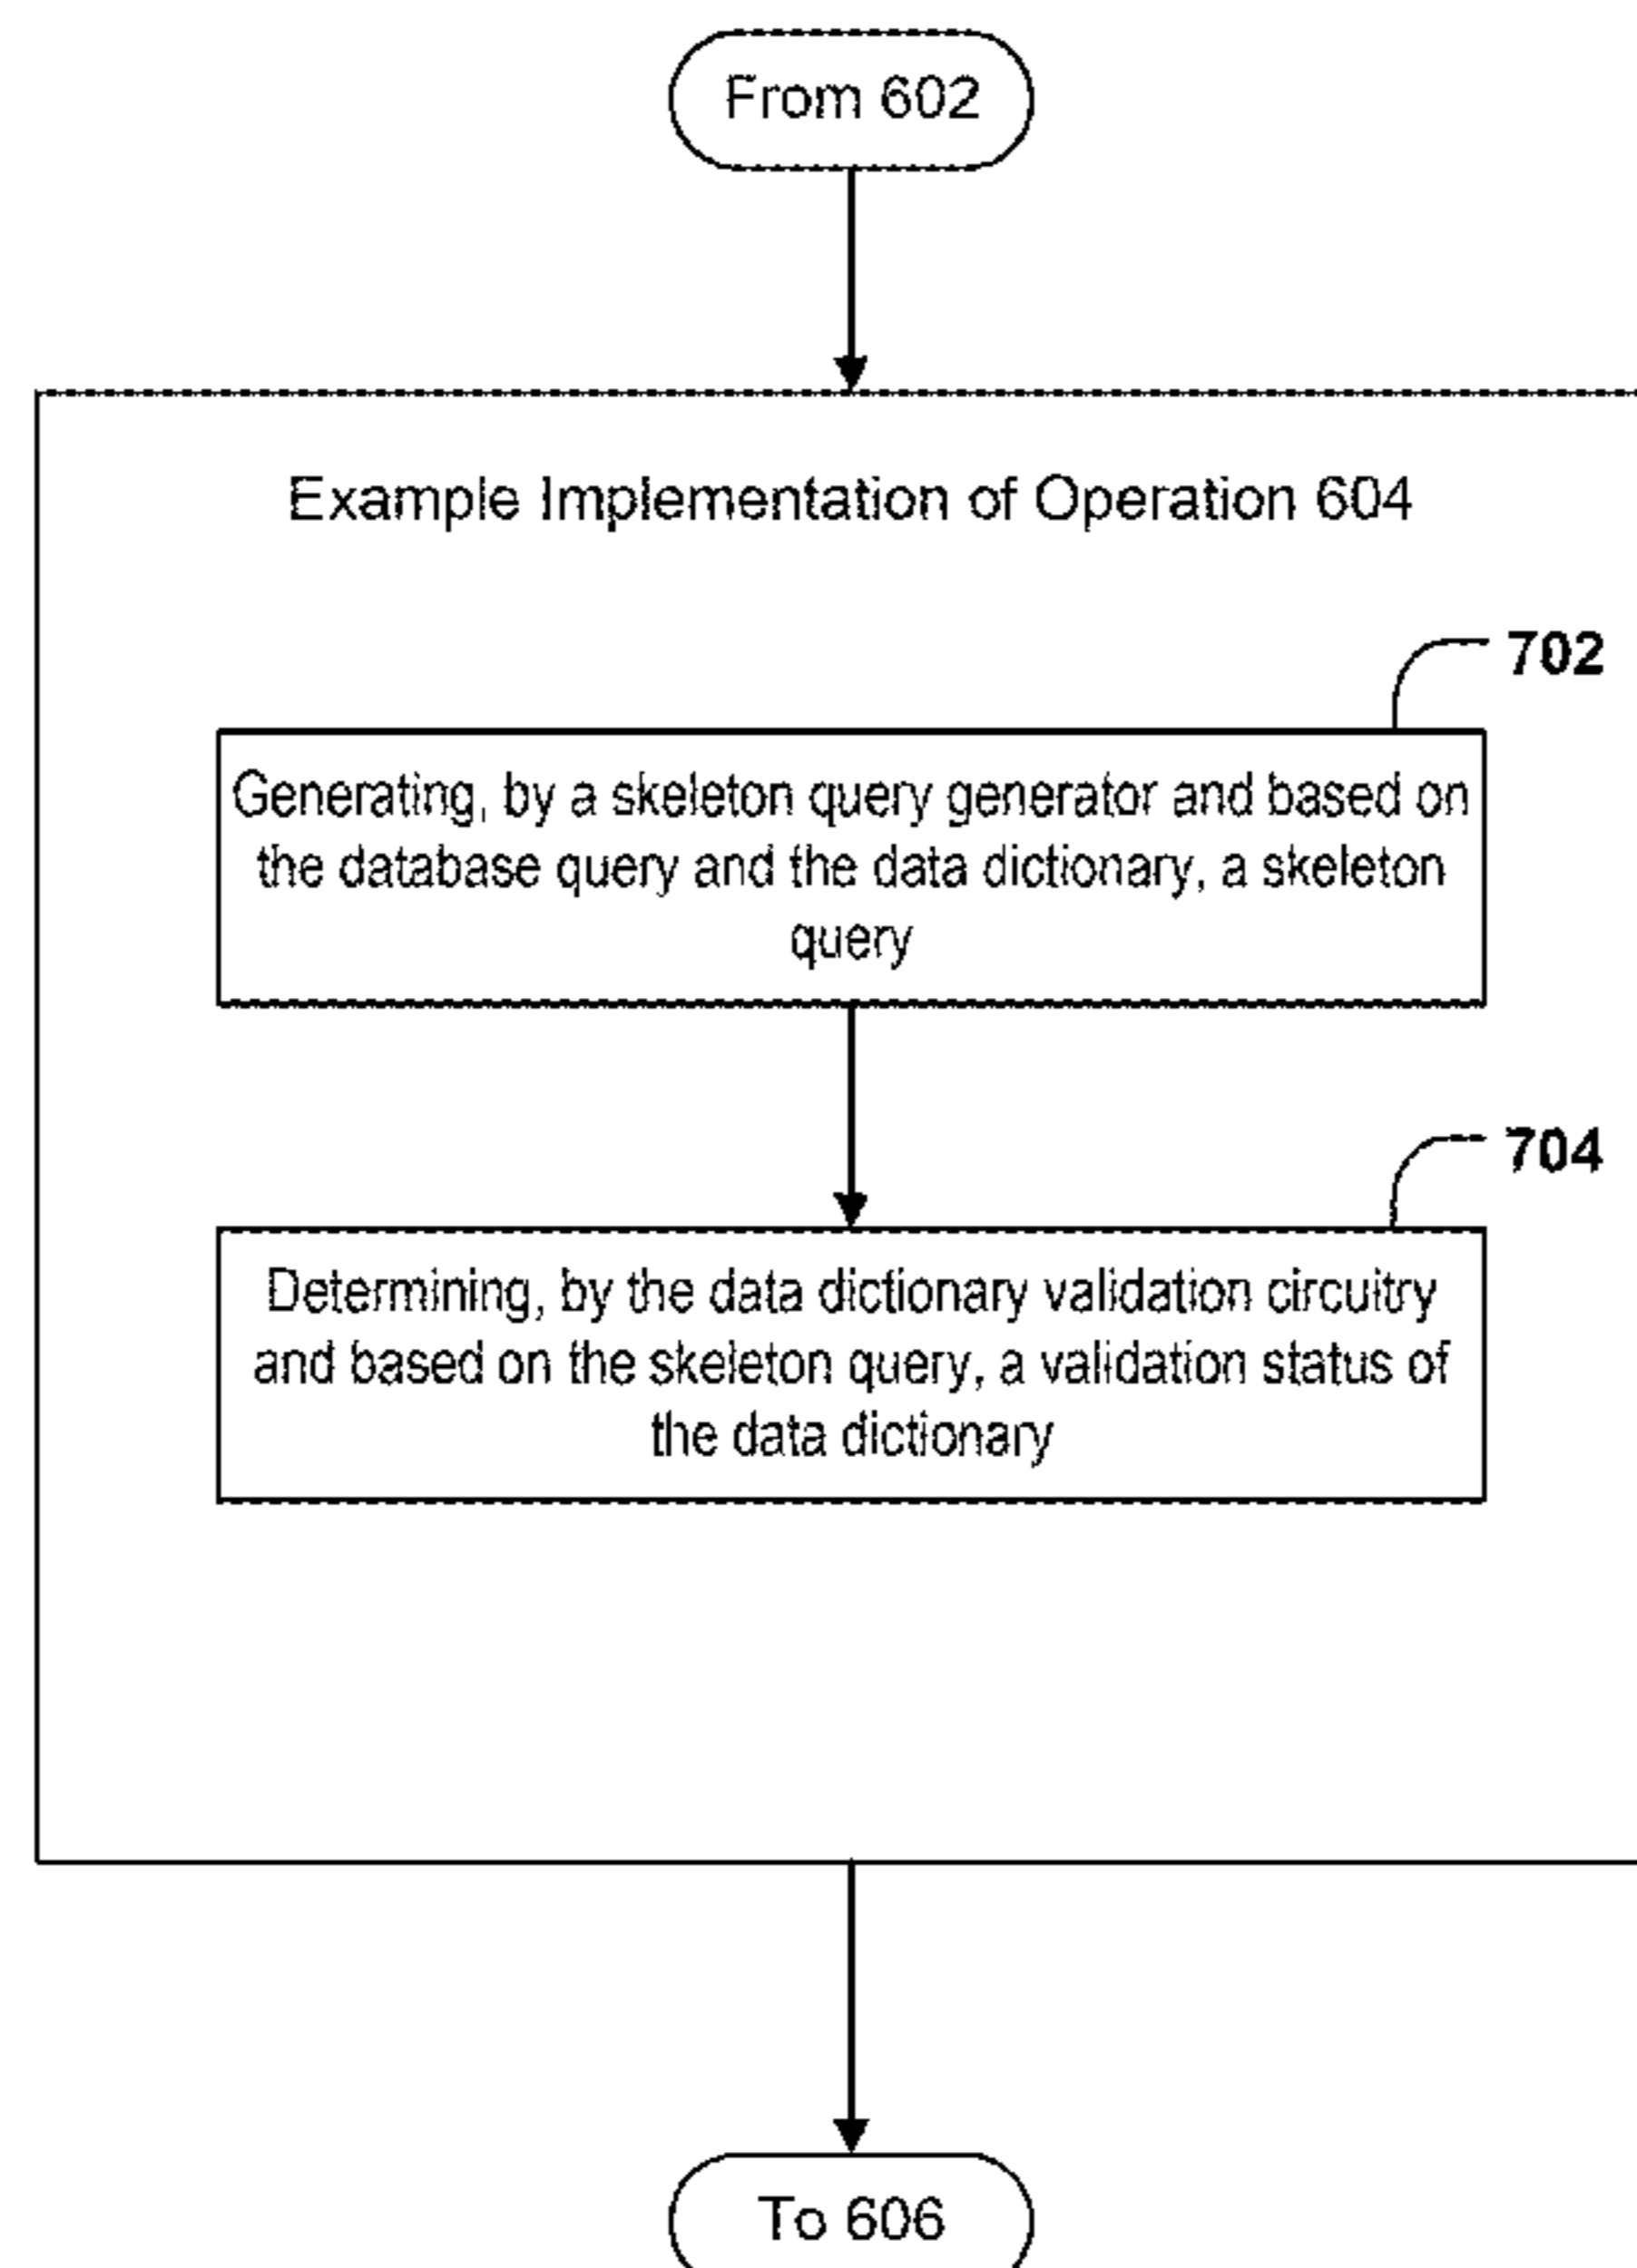 From 602
Example Implementation of Operation 604
702
Generating, by a skeleton query generator and based on
the database query and the data dictionary, a skeleton
query
704
Determining, by the data dictionary validation circuitry
and based on the skeleton query, a validation status of
the data dictionary
To 606